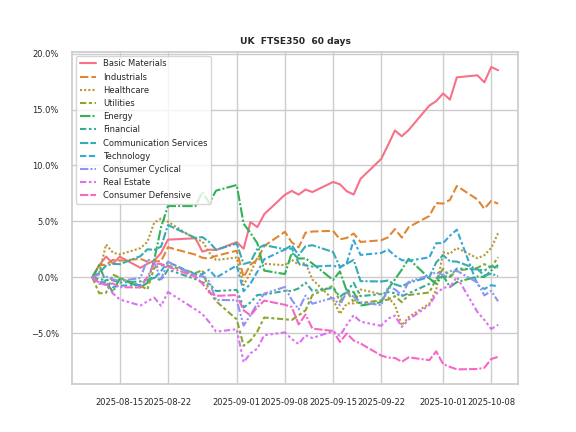 UK FTSE350 60 days
20.0%
15.0%
10.0%
5.0%
0.0%
−5.0%
Basic Materials
Industrials
Healthcare
Utilities
Energy
Financial
Communication Services
Technology
Consumer Cyclical
Real Estate
Consumer Defensive
2025-08-15 2025-08-22 2025-09-01 2025-09-08 2025-09-15 2025-09-22 2025-10-01 2025-10-08